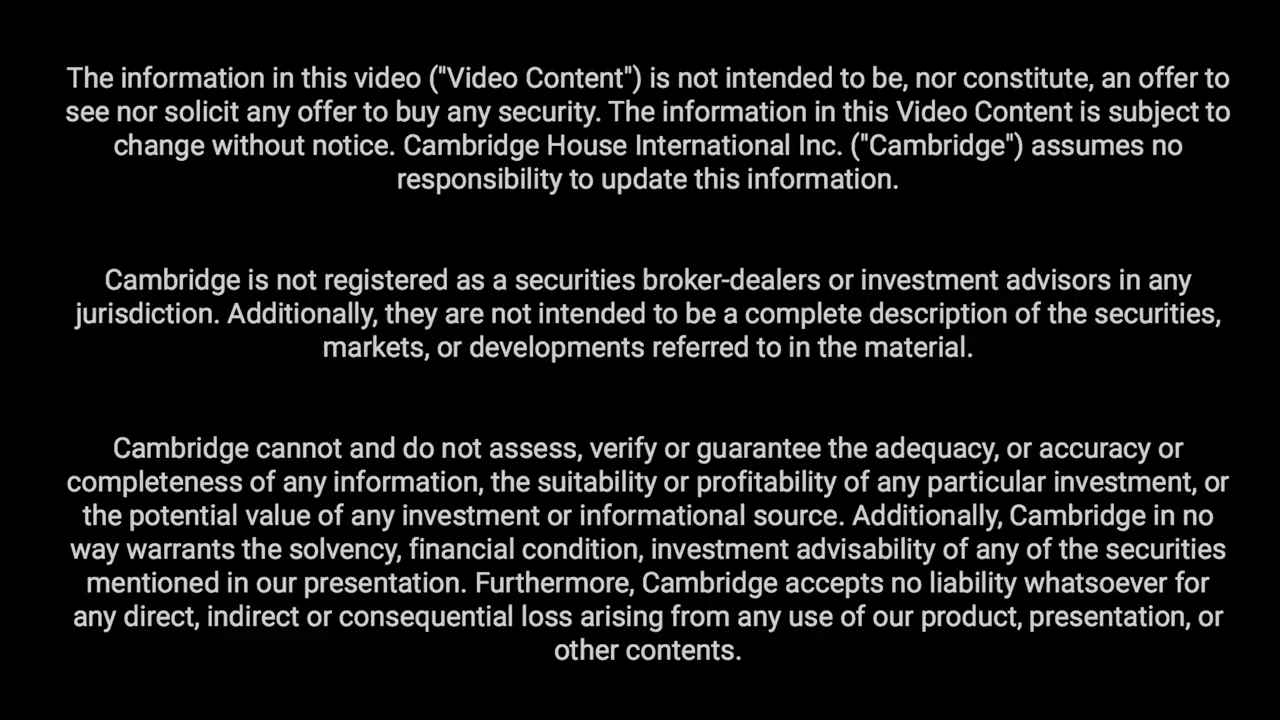 The information in this video ("Video Content") is not intended to be, nor constitute, an offer to
see nor solicit any offer to buy any security. The information in this Video Content is subject to
change without notice. Cambridge House International Inc. ("Cambridge") assumes no
responsibility to update this information.
Cambridge is not registered as a securities broker-dealers or investment advisors in any
jurisdiction. Additionally, they are not intended to be a complete description of the securities,
markets, or developments referred to in the material.
Cambridge cannot and do not assess, verify or guarantee the adequacy, or accuracy or
completeness of any information, the suitability or profitability of any particular investment, or
the potential value of any investment or informational source. Additionally, Cambridge in no
way warrants the solvency, financial condition, investment advisability of any of the securities
mentioned in our presentation. Furthermore, Cambridge accepts no liability whatsoever for
any direct, indirect or consequential loss arising from any use of our product, presentation, or
other contents.